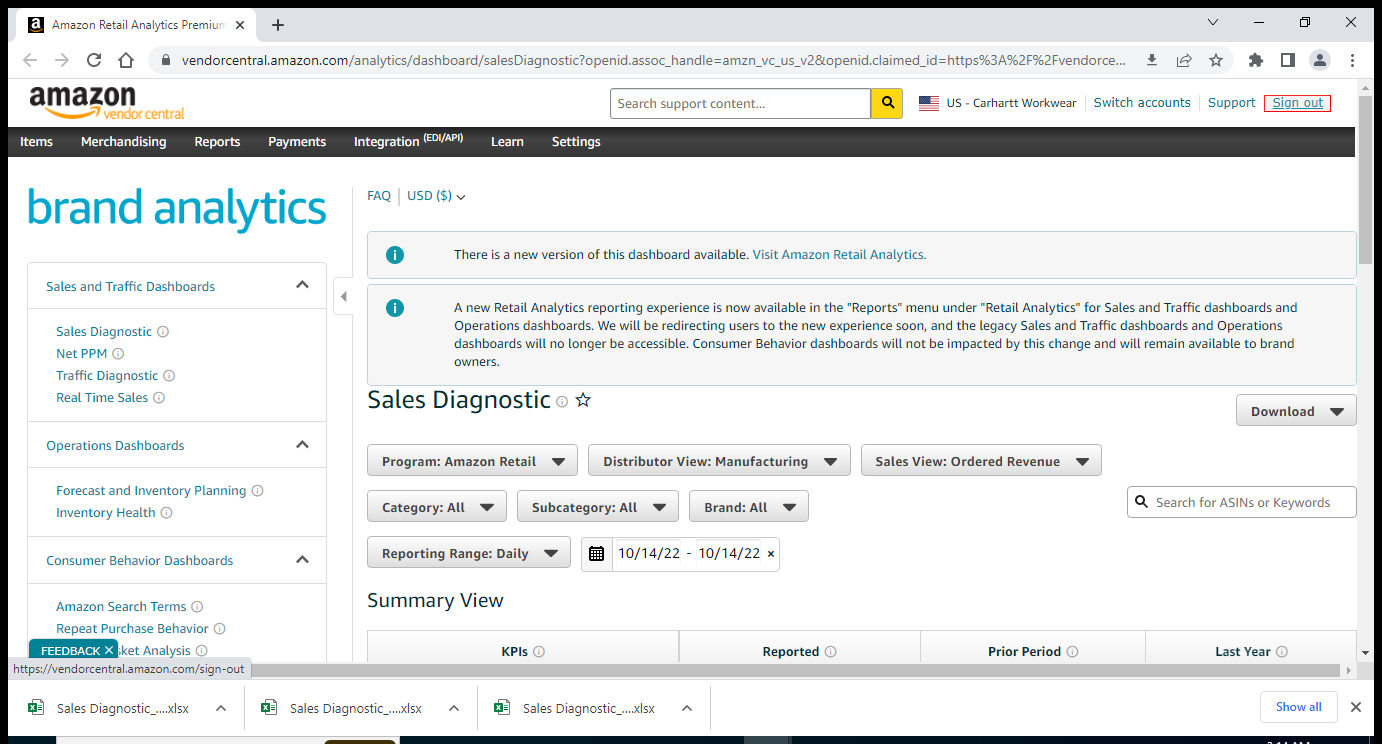 Amazon Retail Analytics Premium
vendorcentral.amazon.com/analytics/dashboard/salesDiagnostic?openid.assoc_handle=amzn_vc_us_v2&openid.claimed_id=https%3A%2F%2Fvendorce...
amazon
vendor central
Search support content...
US - Carhartt Workwear
Switch accounts
Support
Sign out
Items Merchandising Reports Payments Integration (EDI/API) Learn Settings
brand analytics
FAQ USD ($)
There is a new version of this dashboard available. Visit Amazon Retail Analytics.
A new Retail Analytics reporting experience is now available in the "Reports" menu under "Retail Analytics" for Sales and Traffic dashboards and
Operations dashboards. We will be redirecting users to the new experience soon, and the legacy Sales and Traffic dashboards and Operations
dashboards will no longer be accessible. Consumer Behavior dashboards will not be impacted by this change and will remain available to brand
owners.
Sales and Traffic Dashboards
Sales Diagnostic
Net PPM
Traffic Diagnostic
Real Time Sales
Operations Dashboards
Forecast and Inventory Planning
Inventory Health
Consumer Behavior Dashboards
Amazon Search Terms
Repeat Purchase Behavior
FEEDBACK ×
ket Analysis
https://vendorcentral.amazon.com/sign-out
Sales Diagnostic
Download
Program: Amazon Retail
Distributor View: Manufacturing
Sales View: Ordered Revenue
Category: All
Subcategory: All
Brand: All
Search for ASINs or Keywords
Reporting Range: Daily
10/14/22 - 10/14/22 ×
Summary View
KPIs Reported Prior Period Last Year
Sales Diagnostic_....xlsx
Sales Diagnostic_....xlsx
Sales Diagnostic_....xlsx
Show all